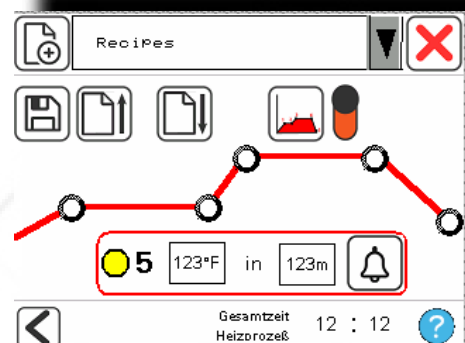 Recipes
5 123°F in 123m
Gesamtzeit
Heizprozeß
12 : 12
?